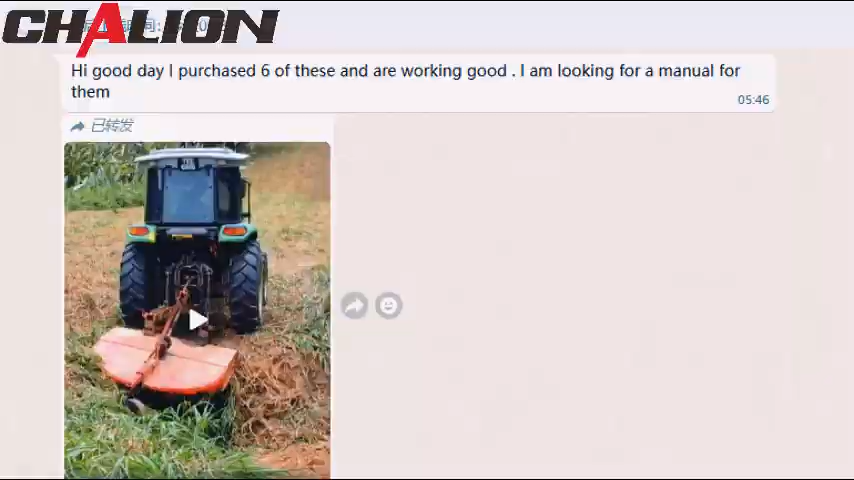 CHALION
Hi good day I purchased 6 of these and are working good . I am looking for a manual for
them
05:46
已转发